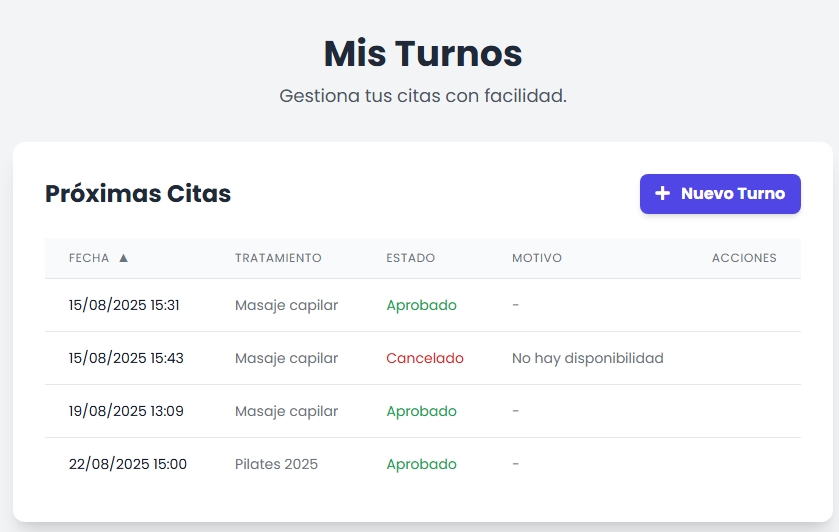 Mis Turnos
Gestiona tus citas con facilidad.
Próximas Citas
+ Nuevo Turno
FECHA ▲ TRATAMIENTO ESTADO MOTIVO ACCIONES
15/08/2025 15:31 Masaje capilar Aprobado -
15/08/2025 15:43 Masaje capilar Cancelado No hay disponibilidad
19/08/2025 13:09 Masaje capilar Aprobado -
22/08/2025 15:00 Pilates 2025 Aprobado -